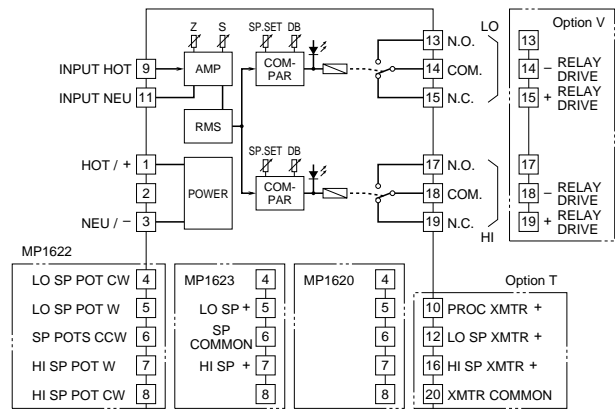 Z S SP.SET DB
INPUT HOT 9 AMP COM-
PAR
INPUT NEU 11
RMS
13 N.O. LO
14 COM.
15 N.C.
Option V
13
14 – RELAY
DRIVE
15 + RELAY
DRIVE
SP.SET DB
HOT / + 1
2 POWER COM-
PAR
NEU / – 3
17 N.O.
18 COM.
19 N.C.
HI
17
18 – RELAY
DRIVE
19 + RELAY
DRIVE
MP1622
LO SP POT CW 4
LO SP POT W 5
SP POTS CCW 6
HI SP POT W 7
HI SP POT CW 8
MP1623 4
LO SP + 5
SP
COMMON 6
HI SP + 7
8
MP1620 4
5
6
7
8
Option T
10 PROC XMTR +
12 LO SP XMTR +
16 HI SP XMTR +
20 XMTR COMMON